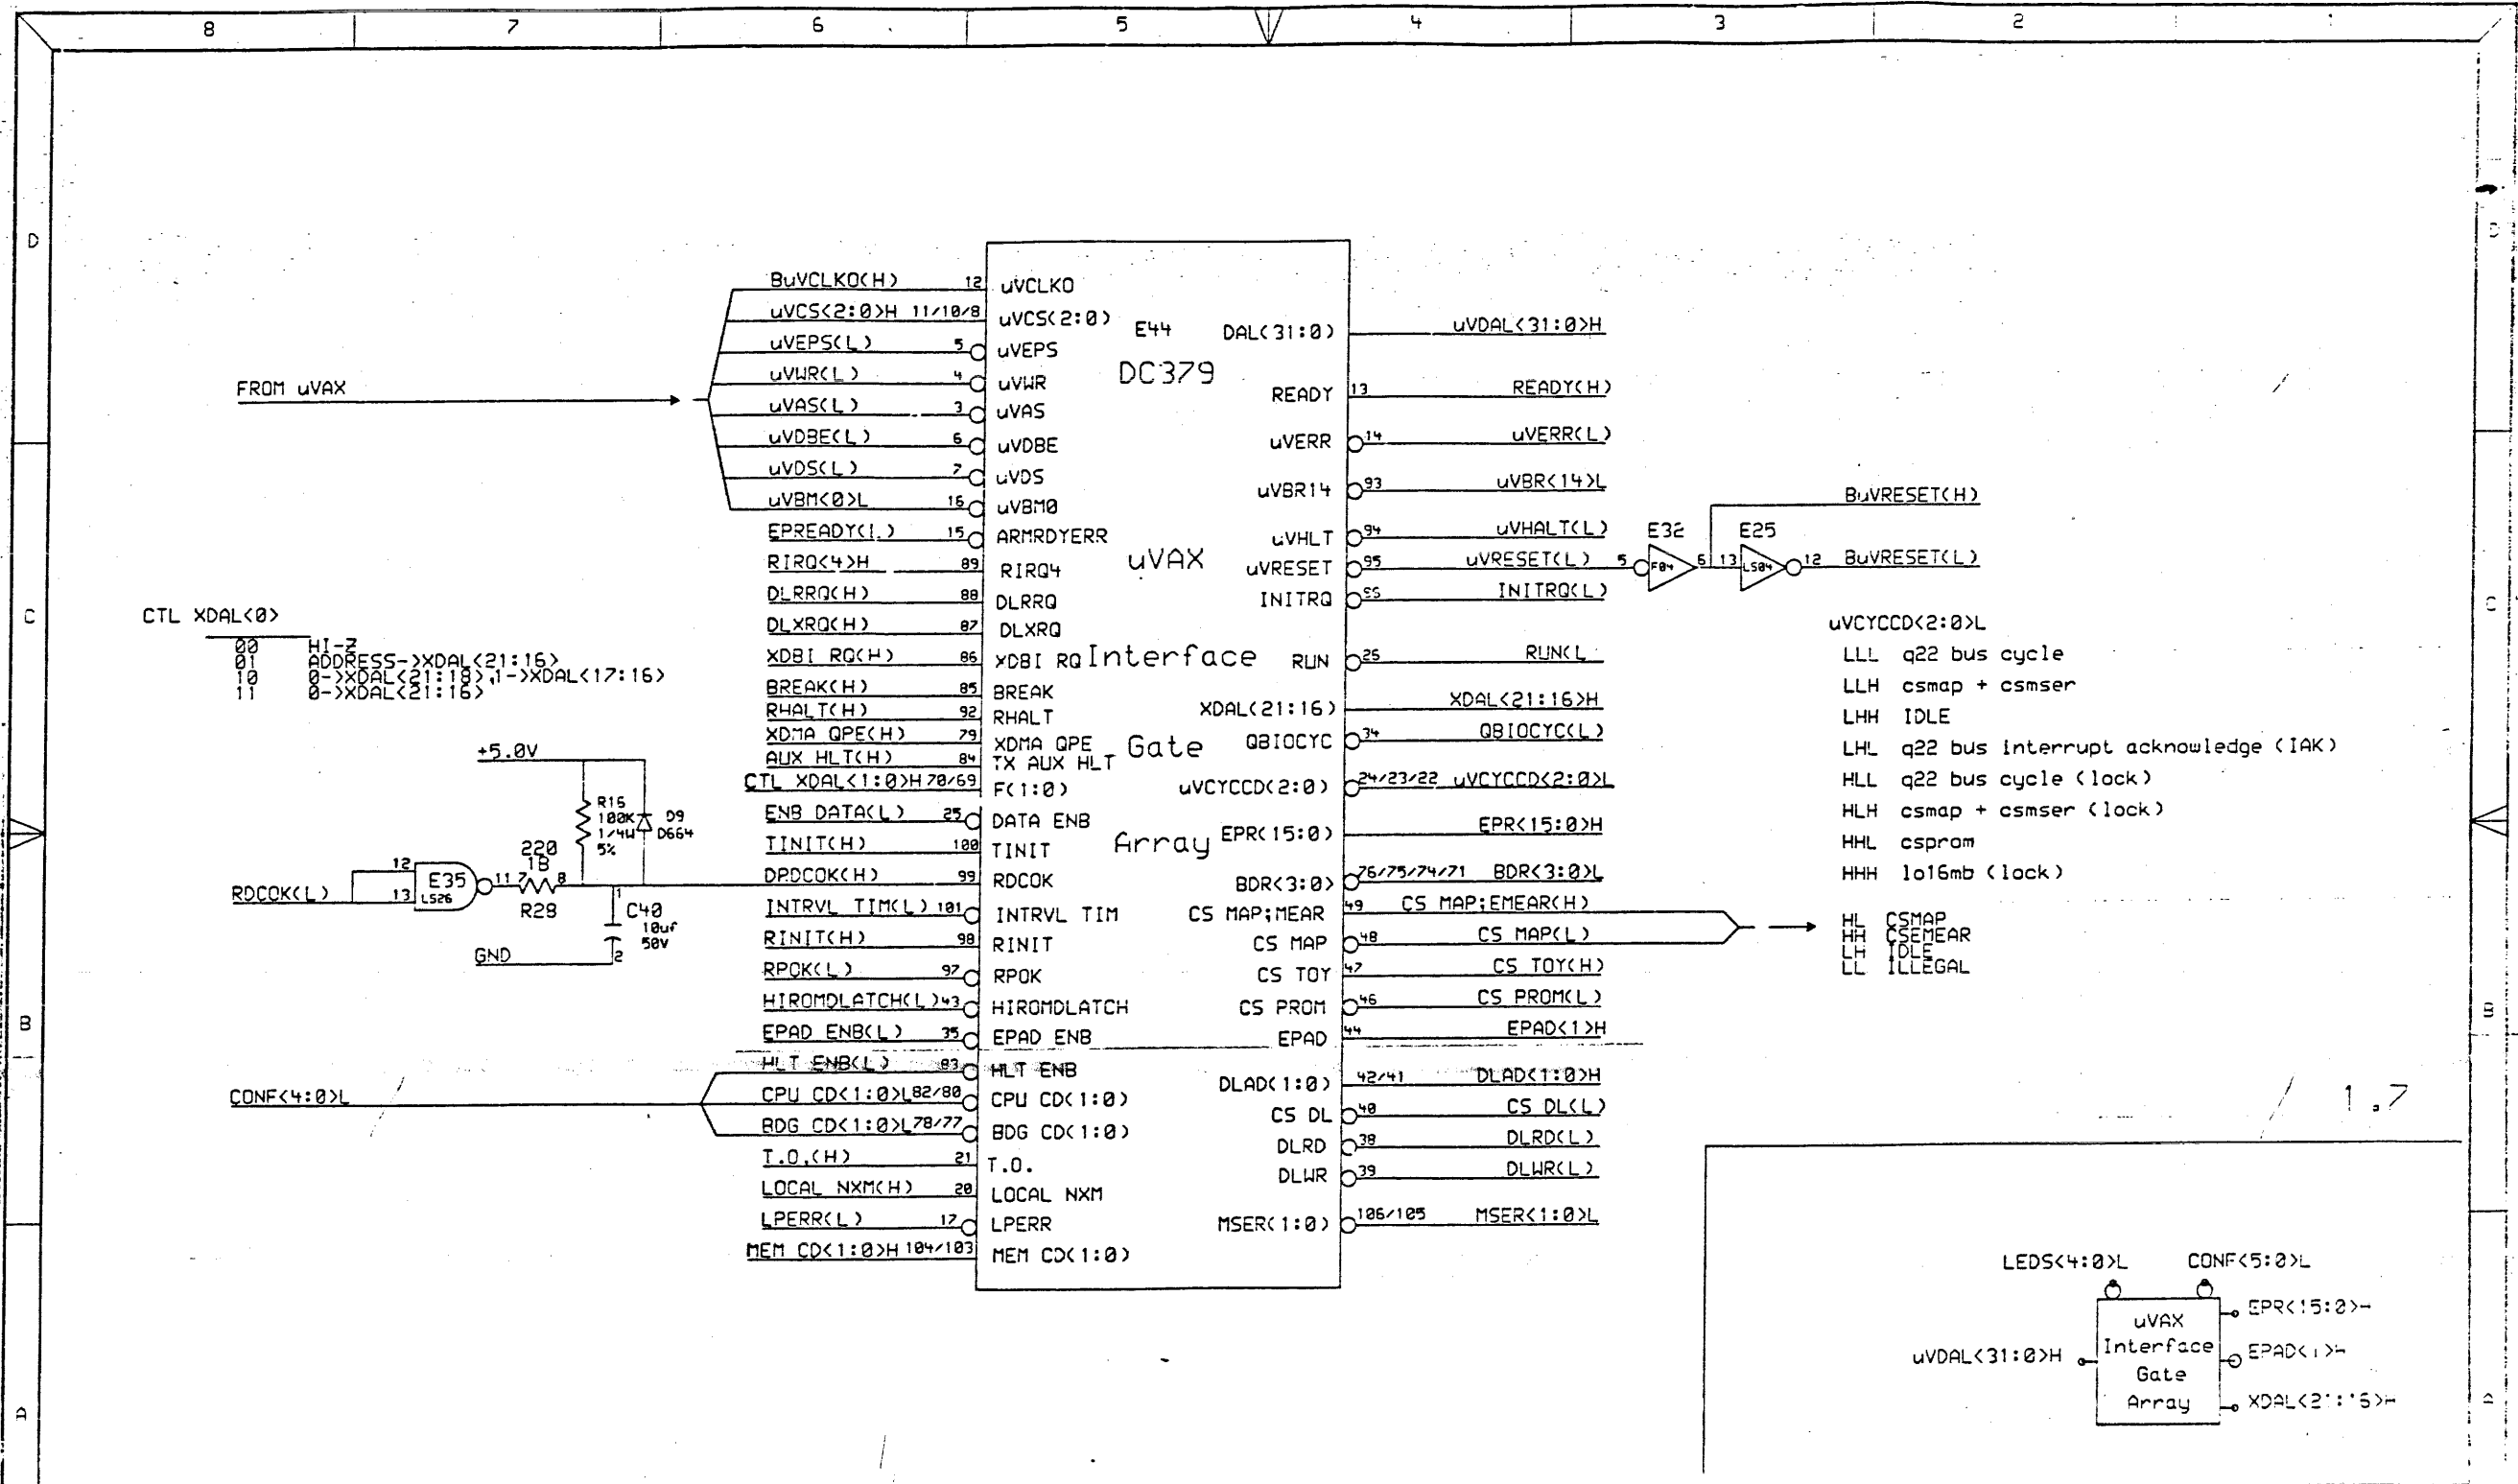 8 7 6 5 4 3 2
D
D
C
C
B
B
A
A
FROM uVAX
BuVCLKO(H) 12 uVCLKO
uVCS<2:0>H 11/10/8 uVCS(2:0)
uVEPS(L) 5 uVEPS
uVWR(L) 4 uVWR
uVAS(L) 3 uVAS
uVDBE(L) 6 uVDBE
uVDS(L) 7 uVDS
uVBM<0>L 16 uVBM0
EPREADY(L) 15 ARMRDYERR
RIRQ<4>H 89 RIRQ4
DLRRQ(H) 88 DLRRQ
DLXRQ(H) 87 DLXRQ
XDBI RQ(H) 86 XDBI RQ
BREAK(H) 85 BREAK
RHALT(H) 92 RHALT
XDMA QPE(H) 79 XDMA QPE
AUX HLT(H) 84 TX AUX HLT
CTL XDAL<1:0>H 70/69 F(1:0)
ENB DATA(L) 25 DATA ENB
TINIT(H) 100 TINIT
DPDCOK(H) 99 RDCOK
INTRVL TIM(L) 101 INTRVL TIM
RINIT(H) 98 RINIT
RPOK(L) 97 RPOK
HIROMDLATCH(L) 43 HIROMDLATCH
EPAD ENB(L) 35 EPAD ENB
HLT ENB(L) 83 HLT ENB
CPU CD<1:0>L 82/80 CPU CD(1:0)
BDG CD<1:0>L 78/77 BDG CD(1:0)
T.O.(H) 21 T.O.
LOCAL NXM(H) 20 LOCAL NXM
LPERR(L) 17 LPERR
MEM CD<1:0>H 104/103 MEM CD(1:0)
CONF<4:0>L
E44
DC379
uVAX
Interface
Gate
Array
DAL(31:0) uVDAL<31:0>H
READY 13 READY(H)
uVERR 14 uVERR(L)
uVBR14 93 uVBR<14>L
uVHLT 94 uVHALT(L)
uVRESET 95 uVRESET(L)
INITRQ INITRQ(L)
RUN 25 RUN(L
XDAL(21:16) XDAL<21:16>H
QBIOCYC 34 QBIOCYC(L)
uVCYCCD(2:0) 24/23/22 uVCYCCD<2:0>L
EPR(15:0) EPR<15:0>H
BDR(3:0) 76/75/74/71 BDR<3:0>L
CS MAP;MEAR 49 CS MAP;EMEAR(H)
CS MAP 48 CS MAP(L)
CS TOY 47 CS TOY(H)
CS PROM 46 CS PROM(L)
EPAD 44 EPAD<1>H
DLAD(1:0) 42/41 DLAD<1:0>H
CS DL 40 CS DL(L)
DLRD 38 DLRD(L)
DLWR 39 DLWR(L)
MSER(1:0) 106/105 MSER<1:0>L
E32 E25
5 F04 6 13 LS04 12
BuVRESET(H)
BuVRESET(L)
CTL XDAL<0>
00 HI-Z
01 ADDRESS->XDAL<21:16>
10 0->XDAL<21:18>,1->XDAL<17:16>
11 0->XDAL<21:16>
+5.0V
R16
100K
1/4W
5%
D9
D664
RDCOK(L)
12
13
E35
LS26
11 7 8
220
1B
R28
1
C40
10uf
50V
2
GND
uVCYCCD<2:0>L
LLL q22 bus cycle
LLH csmap + csmser
LHH IDLE
LHL q22 bus interrupt acknowledge (IAK)
HLL q22 bus cycle (lock)
HLH csmap + csmser (lock)
HHL csprom
HHH lo16mb (lock)
HL CSMAP
HH CSEMEAR
LH IDLE
LL ILLEGAL
1.7
LEDS<4:0>L CONF<5:0>L
uVAX
Interface
Gate
Array
uVDAL<31:0>H
EPR<15:0>H
EPAD<1>H
XDAL<21:16>H